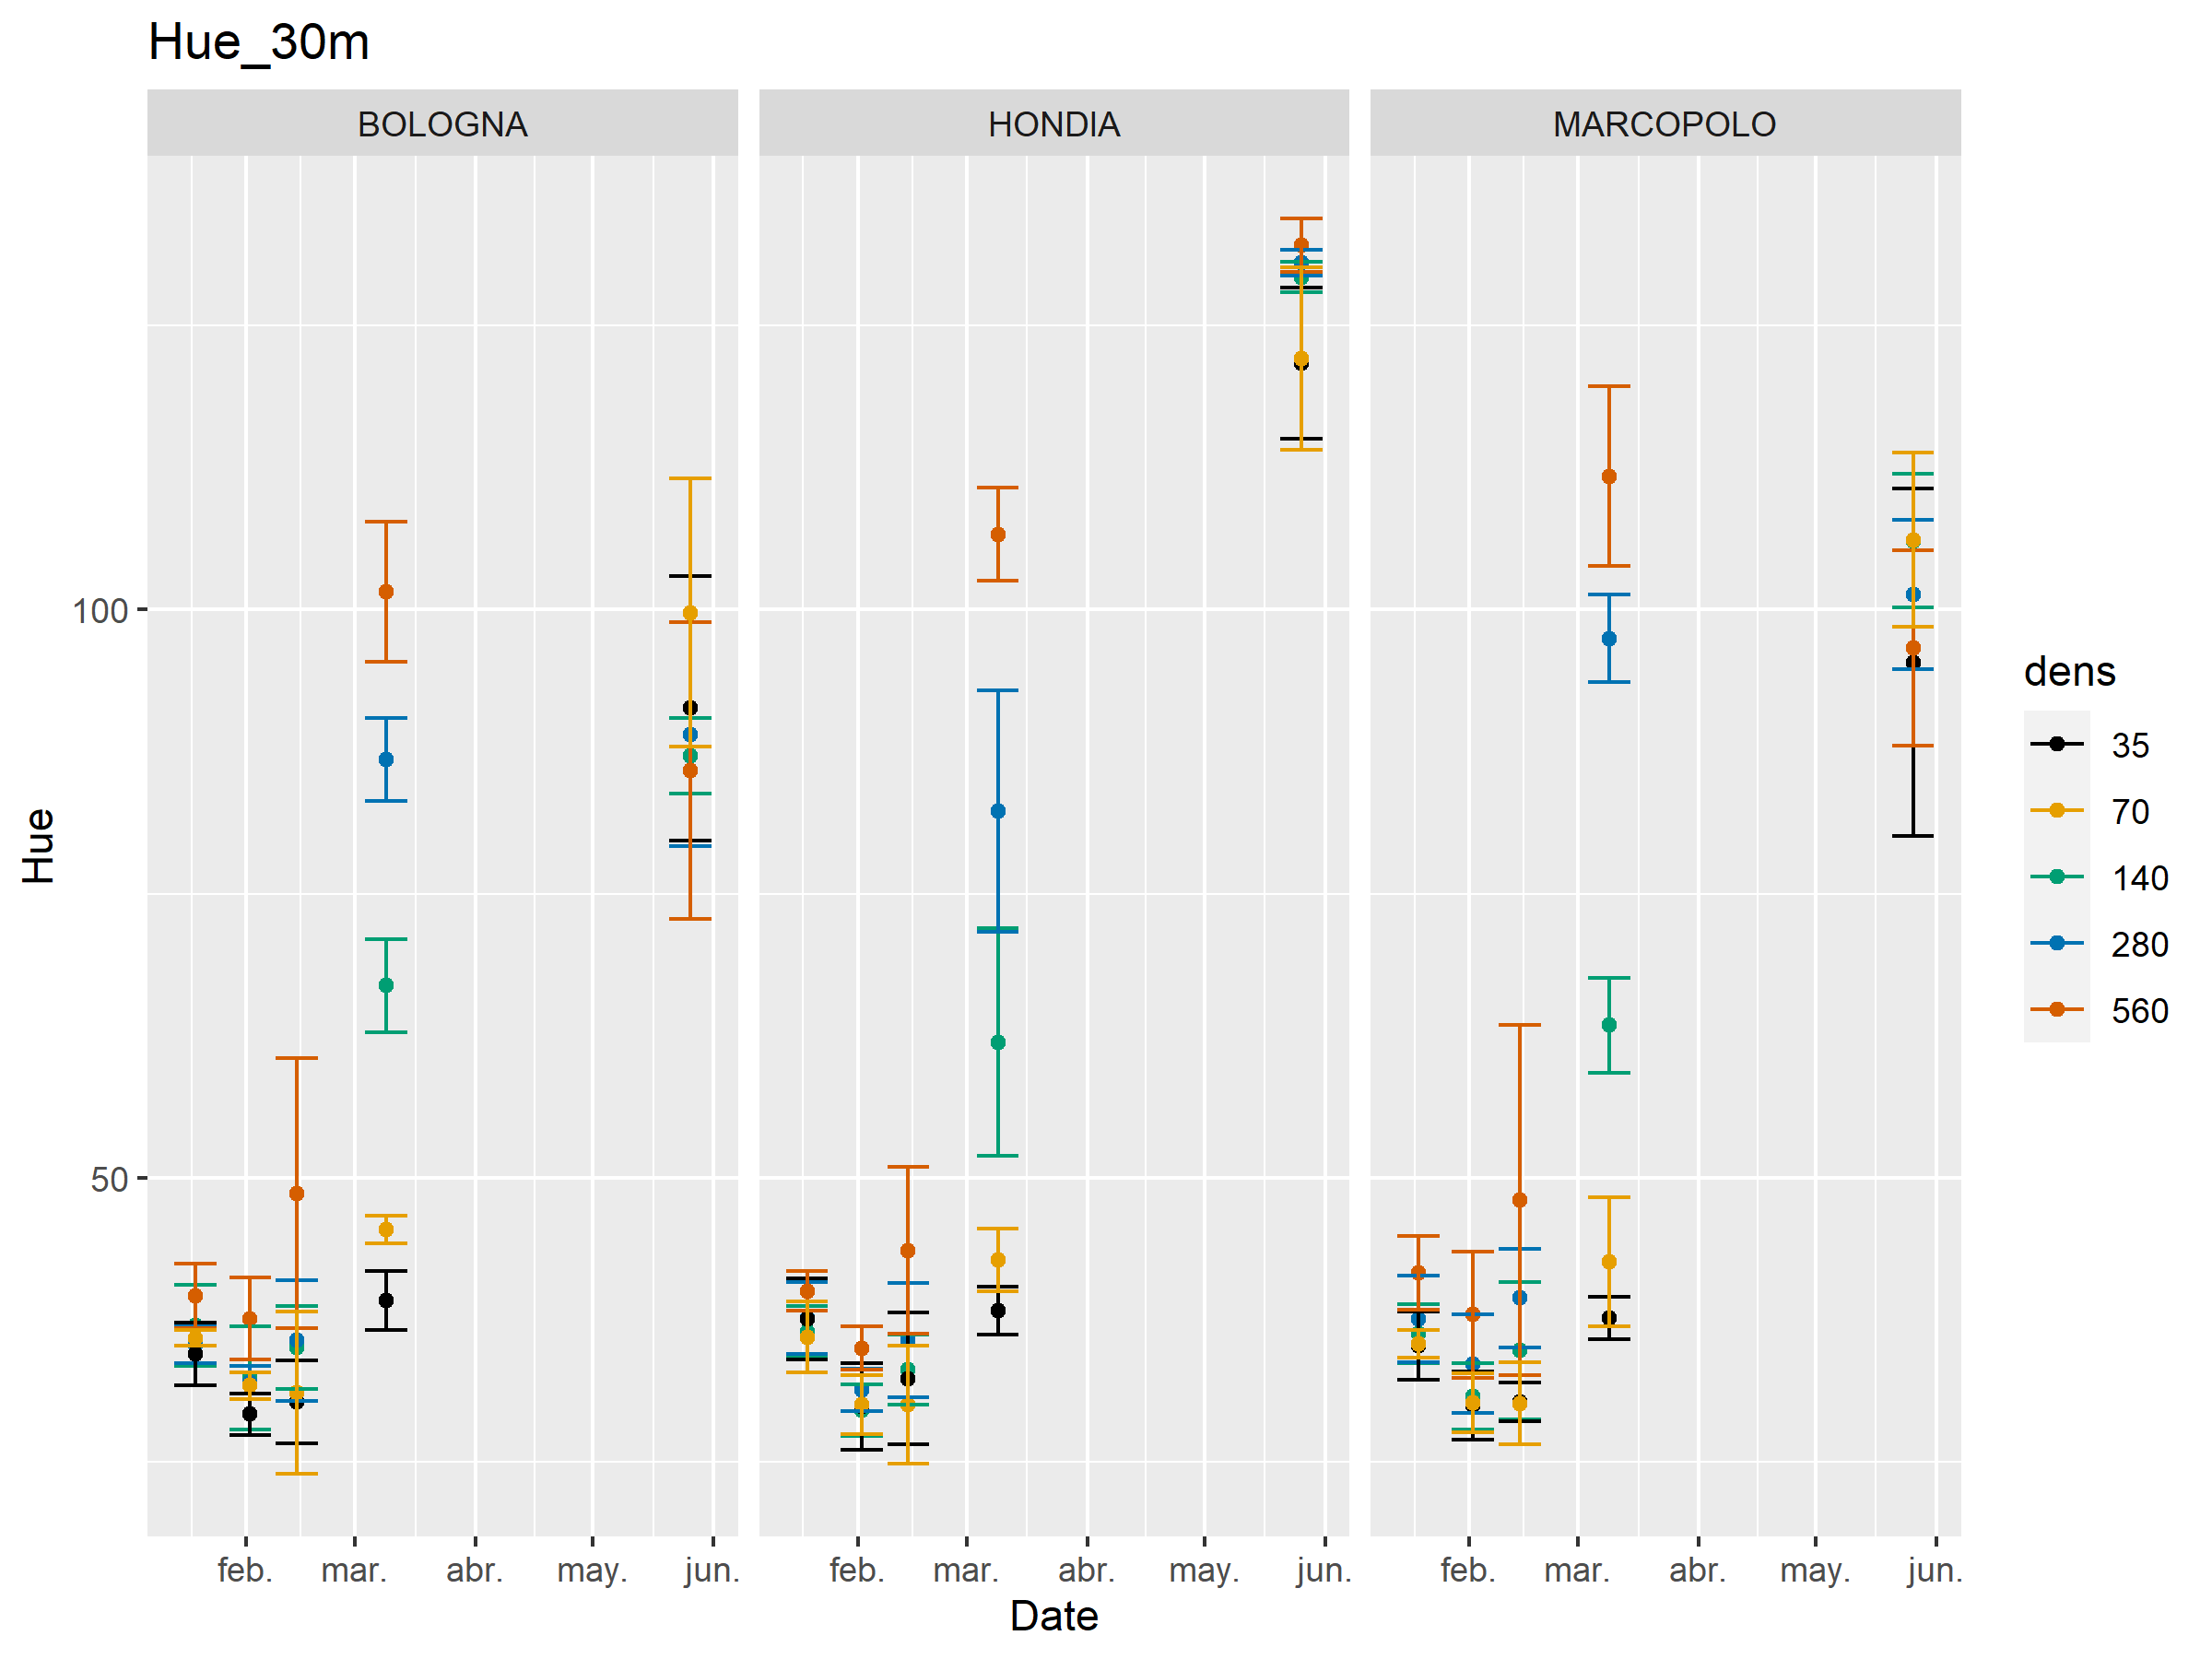 Hue_30m
BOLOGNA HONDIA MARCOPOLO
100
50
Hue
feb. mar. abr. may. jun. feb. mar. abr. may. jun. feb. mar. abr. may. jun.
Date
dens
35
70
140
280
560